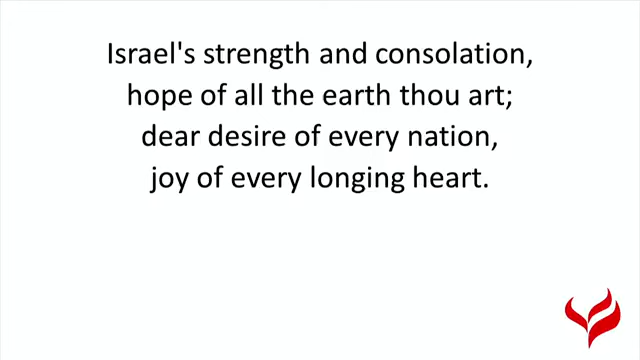 Israel's strength and consolation,
hope of all the earth thou art;
dear desire of every nation,
joy of every longing heart.